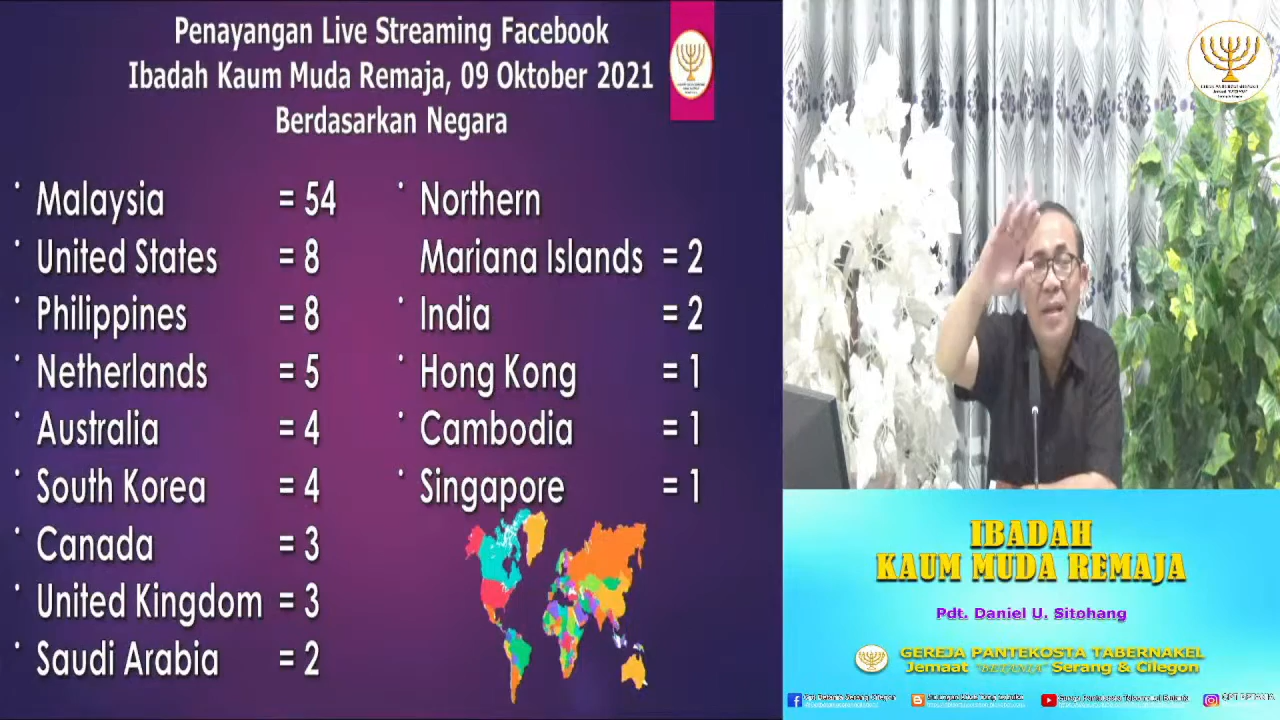 Penayangan Live Streaming Facebook
Ibadah Kaum Muda Remaja, 09 Oktober 2021
Berdasarkan Negara
Malaysia = 54
United States = 8
Philippines = 8
Netherlands = 5
Australia = 4
South Korea = 4
Canada = 3
United Kingdom = 3
Saudi Arabia = 2
Northern
Mariana Islands = 2
India = 2
Hong Kong = 1
Cambodia = 1
Singapore = 1
IBADAH
KAUM MUDA REMAJA
Pdt. Daniel U. Sitohang
GEREJA PANTEKOSTA TABERNAKEL
Jemaat "BETANIA" Serang & Cilegon